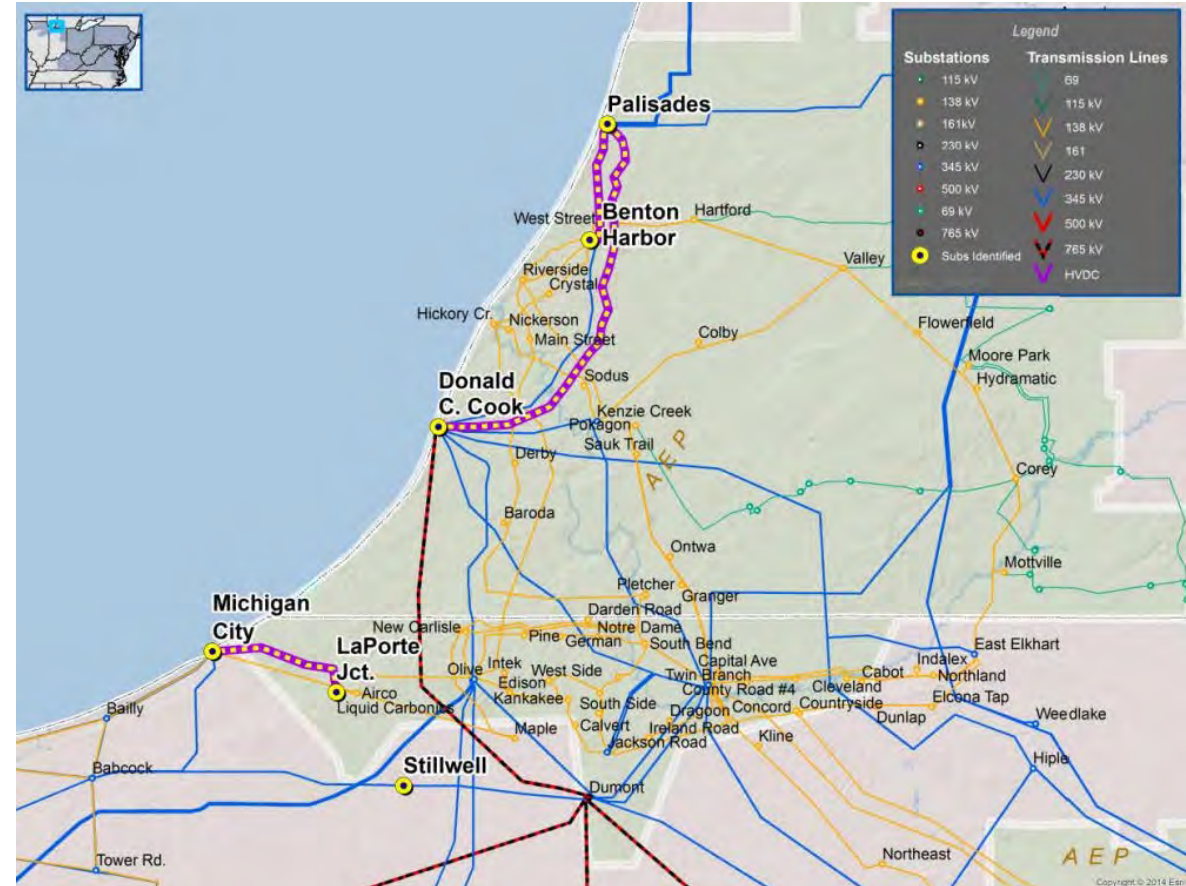 Legend
Substations
115 kV
138 kV
161kV
230 kV
345 kV
500 kV
69 kV
765 kV
Subs Identified
Transmission Lines
69
115 kV
138 kV
161
230 kV
345 kV
500 kV
765 kV
HVDC
Palisades
West Street
Benton
Harbor
Hartford
Riverside
Crystal
Valley
Hickory Cr.
Nickerson
Main Street
Colby
Flowerfield
Moore Park
Hydramatic
Donald
C. Cook
Sodus
Kenzie Creek
Pokagon
Sauk Trail
AEP
Derby
Corey
Baroda
Ontwa
Mottville
Pletcher
Granger
Michigan
City
Darden Road
New Carlisle
Pine
German
Notre Dame
South Bend
East Elkhart
LaPorte
Jct.
Olive
Intek
West Side
Capital Ave
Twin Branch
Indalex
Cabot
Northland
Airco
Liquid Carbonics
Edison
Kankakee
County Road #4
Cleveland
Elcona Tap
South Side
Dragoon
Concord
Countryside
Dunlap
Bailly
Maple
Calvert
Ireland Road
Jackson Road
Kline
Weedlake
Hiple
Babcock
Stillwell
Dumont
Tower Rd.
Northeast
AEP
Copyright © 2014 Esri